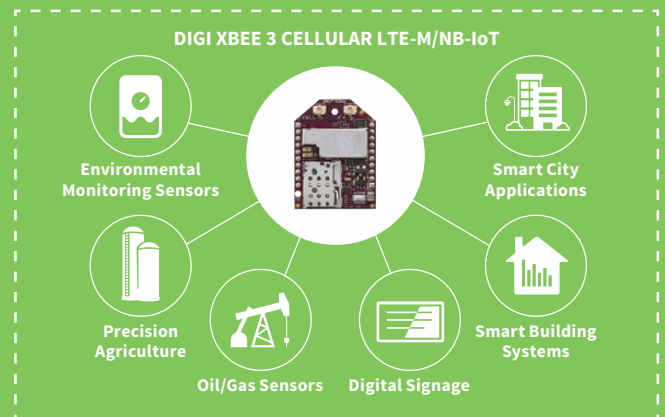 DIGI XBEE 3 CELLULAR LTE-M/NB-IoT
Environmental
Monitoring Sensors
Smart City
Applications
Precision
Agriculture
Smart Building
Systems
Oil/Gas Sensors
Digital Signage